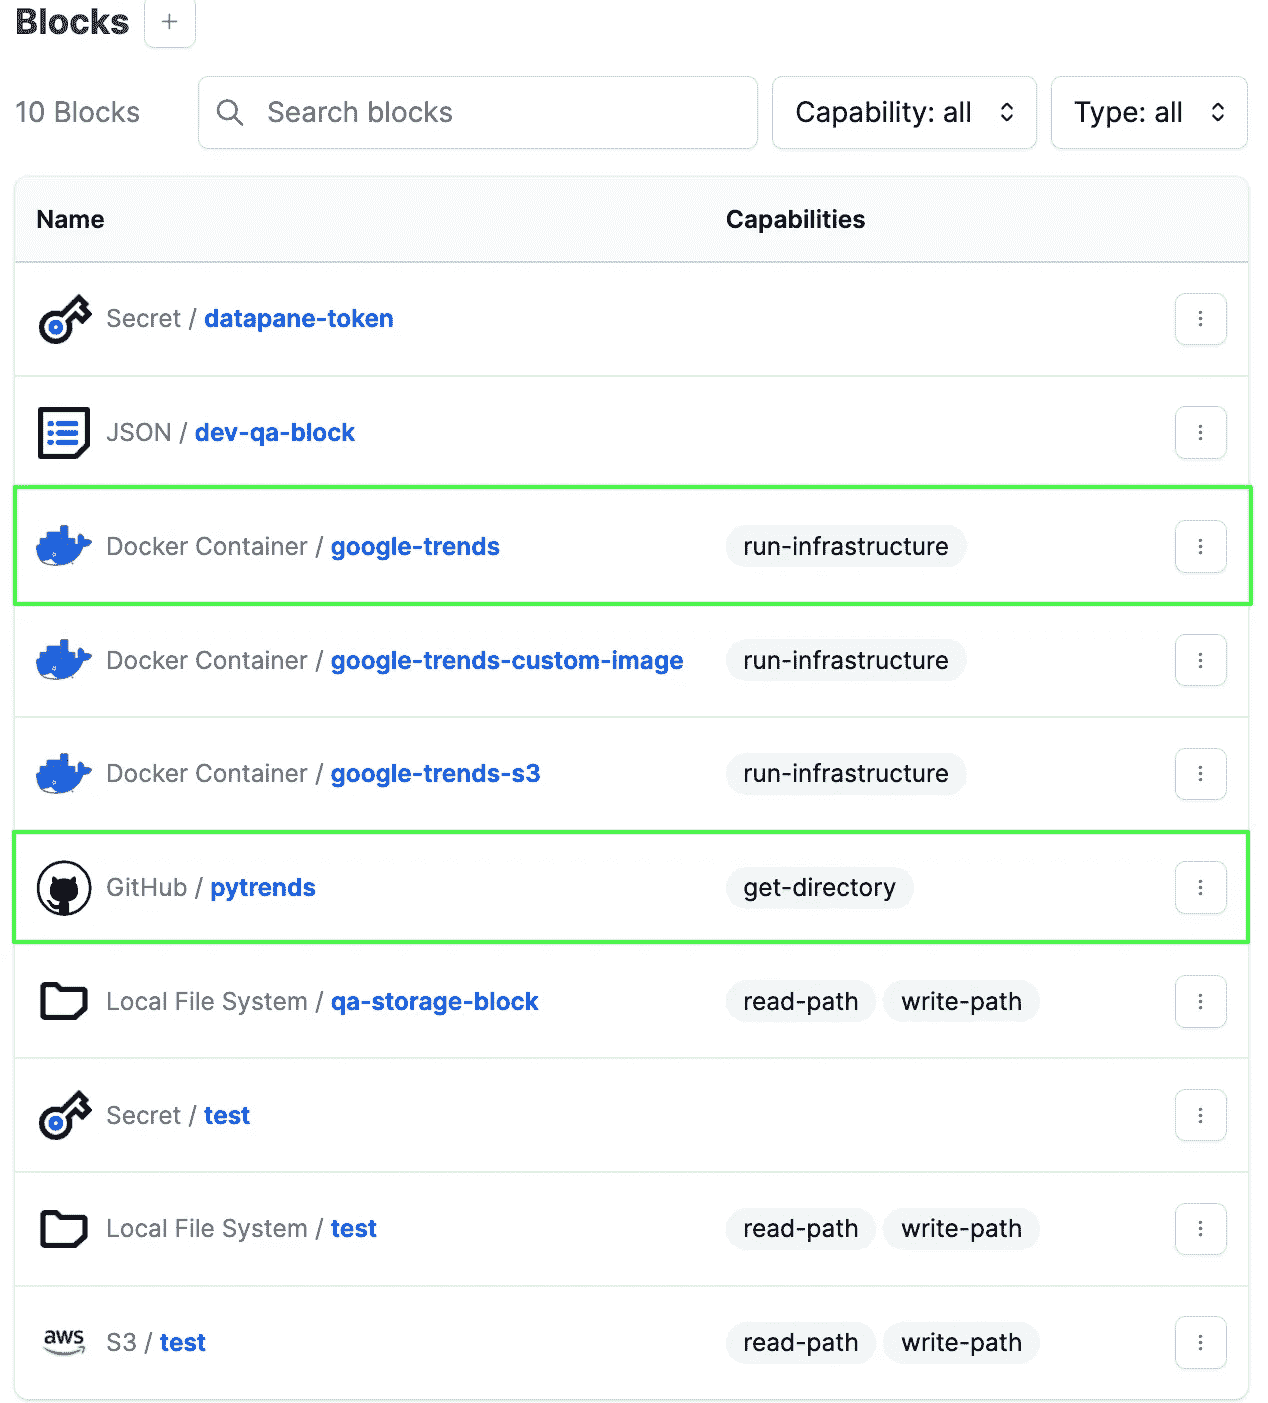 Blocks +
10 Blocks Search blocks Capability: all Type: all
Name Capabilities
Secret / datapane-token
JSON / dev-qa-block
Docker Container / google-trends run-infrastructure
Docker Container / google-trends-custom-image run-infrastructure
Docker Container / google-trends-s3 run-infrastructure
GitHub / pytrends get-directory
Local File System / qa-storage-block read-path write-path
Secret / test
Local File System / test read-path write-path
aws S3 / test read-path write-path